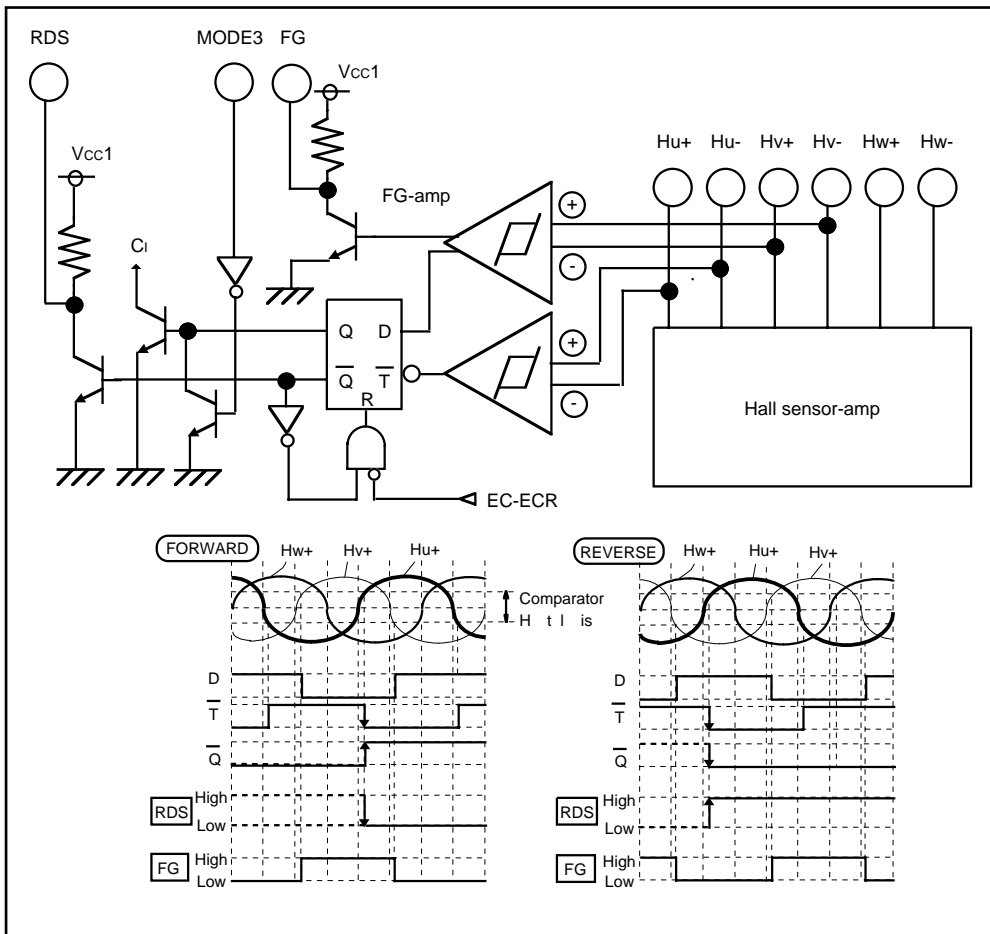 RDS MODE3 FG
Vcc1
Vcc1
Hu+ Hu- Hv+ Hv- Hw+ Hw-
FG-amp
+
-
CI
Q D
Q T
R
+
-
Hall sensor-amp
EC-ECR
FORWARD
Hw+ Hv+ Hu+
Comparator
H t l is
D
T
Q
RDS
High
Low
FG
High
Low
REVERSE
Hw+ Hu+ Hv+
D
T
Q
RDS
High
Low
FG
High
Low